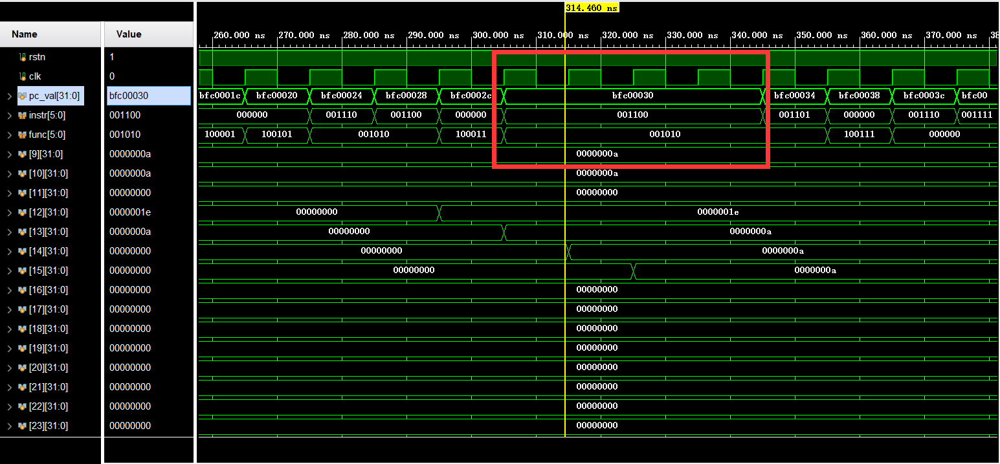 314.460 ns
Name Value 260.000 ns 270.000 ns 280.000 ns 290.000 ns 300.000 ns 310.000 ns 320.000 ns 330.000 ns 340.000 ns 350.000 ns 360.000 ns 370.000 ns 38
rstn 1
clk 0
pc_val[31:0] bfc00030 bfc0001c bfc00020 bfc00024 bfc00028 bfc0002c bfc00030 bfc00034 bfc00038 bfc0003c bfc00
instr[5:0] 001100 000000 001110 001100 000000 001100 001101 000000 001110 001111
func[5:0] 001010 100001 100101 001010 100011 001010 100111 000000
[9][31:0] 0000000a 0000000a
[10][31:0] 0000000a 0000000a
[11][31:0] 00000000 00000000
[12][31:0] 0000001e 00000000 0000001e
[13][31:0] 0000000a 00000000 0000000a
[14][31:0] 00000000 00000000 0000000a
[15][31:0] 00000000 00000000 0000000a
[16][31:0] 00000000 00000000
[17][31:0] 00000000 00000000
[18][31:0] 00000000 00000000
[19][31:0] 00000000 00000000
[20][31:0] 00000000 00000000
[21][31:0] 00000000 00000000
[22][31:0] 00000000 00000000
[23][31:0] 00000000 00000000